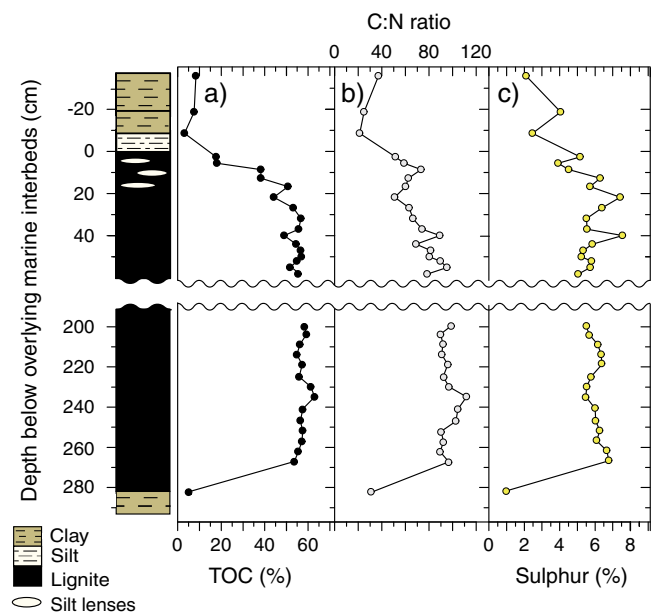 C:N ratio
0 40 80 120
a) b) c)
Depth below overlying marine interbeds (cm)
-20
0
20
40
200
220
240
260
280
0 20 40 60
0 2 4 6 8
TOC (%)
Sulphur (%)
Clay
Silt
Lignite
Silt lenses